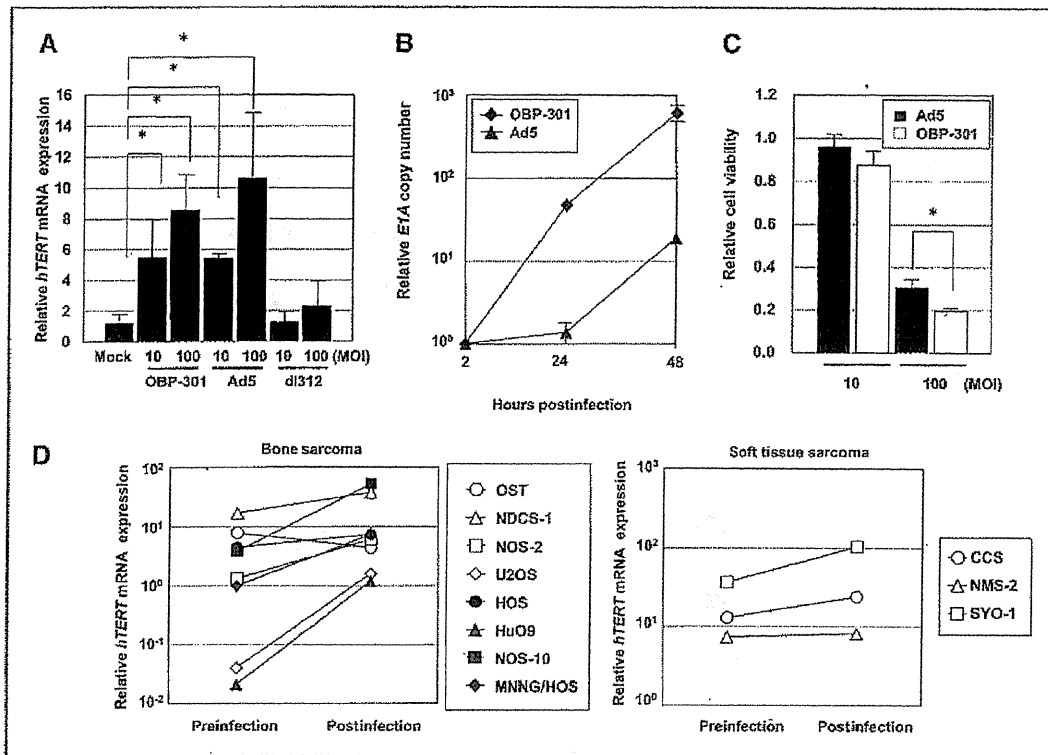 A
*
*
*
*
Relative hTERT mRNA expression
16
14
12
10
8
6
4
2
0
Mock 10 100 10 100 10 100 (MOI)
OBP-301 Ad5 dl312
B
Relative E1A copy number
10³
10²
10¹
10⁰
OBP-301
Ad5
2 24 48
Hours postinfection
C
Relative cell viability
1.2
1.0
0.8
0.6
0.4
0.2
0.0
Ad5
OBP-301
*
10 100 (MOI)
D
Bone sarcoma
Relative hTERT mRNA expression
10²
10¹
10⁰
10⁻¹
10⁻²
Preinfection Postinfection
OST
NDCS-1
NOS-2
U2OS
HOS
HuO9
NOS-10
MNNG/HOS
Soft tissue sarcoma
Relative hTERT mRNA expression
10³
10²
10¹
10⁰
Preinfection Postinfection
CCS
NMS-2
SYO-1